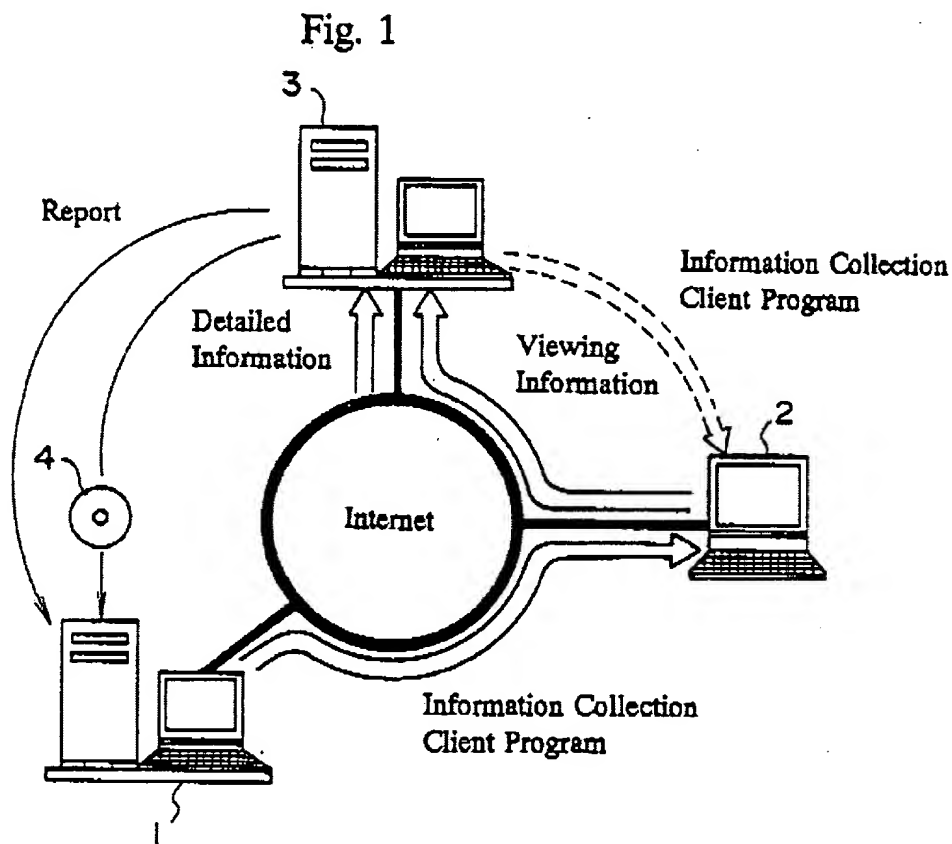 Fig. 1
3
Report
Information Collection
Client Program
Detailed
Information
Viewing
Information
2
4
Internet
Information Collection
Client Program
1